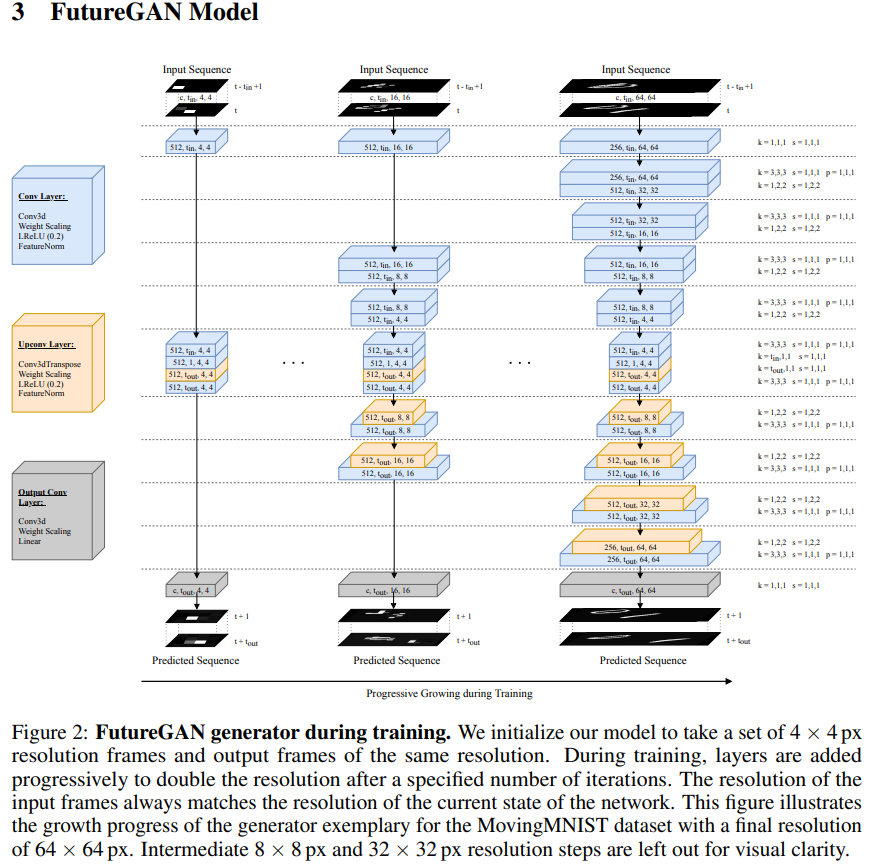 3 FutureGAN Model
Input Sequence
Input Sequence
Input Sequence
t - tin +1
t - tin +1
t - tin +1
c, tin, 4, 4
c, tin, 16, 16
c, tin, 64, 64
t
t
t
512, tin, 4, 4
512, tin, 16, 16
256, tin, 64, 64
k = 1,1,1 s = 1,1,1
256, tin, 64, 64
512, tin, 32, 32
k = 3,3,3 s = 1,1,1 p = 1,1,1
k = 1,2,2 s = 1,2,2
Conv Layer:
Conv3d
Weight Scaling
LReLU (0.2)
FeatureNorm
512, tin, 32, 32
512, tin, 16, 16
k = 3,3,3 s = 1,1,1 p = 1,1,1
k = 1,2,2 s = 1,2,2
512, tin, 16, 16
512, tin, 8, 8
512, tin, 16, 16
512, tin, 8, 8
k = 3,3,3 s = 1,1,1 p = 1,1,1
k = 1,2,2 s = 1,2,2
512, tin, 8, 8
512, tin, 4, 4
512, tin, 8, 8
512, tin, 4, 4
k = 3,3,3 s = 1,1,1 p = 1,1,1
k = 1,2,2 s = 1,2,2
Upconv Layer:
Conv3dTranspose
Weight Scaling
LReLU (0.2)
FeatureNorm
512, tin, 4, 4
512, 1, 4, 4
512, tout, 4, 4
512, tout, 4, 4
. . .
512, tin, 4, 4
512, 1, 4, 4
512, tout, 4, 4
512, tout, 4, 4
. . .
512, tin, 4, 4
512, 1, 4, 4
512, tout, 4, 4
512, tout, 4, 4
k = 3,3,3 s = 1,1,1 p = 1,1,1
k = tin,1,1 s = 1,1,1
k = tout,1,1 s = 1,1,1
k = 3,3,3 s = 1,1,1 p = 1,1,1
512, tout, 8, 8
512, tout, 8, 8
512, tout, 8, 8
512, tout, 8, 8
k = 1,2,2 s = 1,2,2
k = 3,3,3 s = 1,1,1 p = 1,1,1
512, tout, 16, 16
512, tout, 16, 16
512, tout, 16, 16
512, tout, 16, 16
k = 1,2,2 s = 1,2,2
k = 3,3,3 s = 1,1,1 p = 1,1,1
Output Conv
Layer:
Conv3d
Weight Scaling
Linear
512, tout, 32, 32
512, tout, 32, 32
k = 1,2,2 s = 1,2,2
k = 3,3,3 s = 1,1,1 p = 1,1,1
256, tout, 64, 64
256, tout, 64, 64
k = 1,2,2 s = 1,2,2
k = 3,3,3 s = 1,1,1 p = 1,1,1
c, tout, 4, 4
c, tout, 16, 16
c, tout, 64, 64
k = 1,1,1 s = 1,1,1
t + 1
t + 1
t + 1
t + tout
t + tout
t + tout
Predicted Sequence
Predicted Sequence
Predicted Sequence
Progressive Growing during Training
Figure 2: FutureGAN generator during training. We initialize our model to take a set of 4 × 4 px
resolution frames and output frames of the same resolution. During training, layers are added
progressively to double the resolution after a specified number of iterations. The resolution of the
input frames always matches the resolution of the current state of the network. This figure illustrates
the growth progress of the generator exemplary for the MovingMNIST dataset with a final resolution
of 64 × 64 px. Intermediate 8 × 8 px and 32 × 32 px resolution steps are left out for visual clarity.